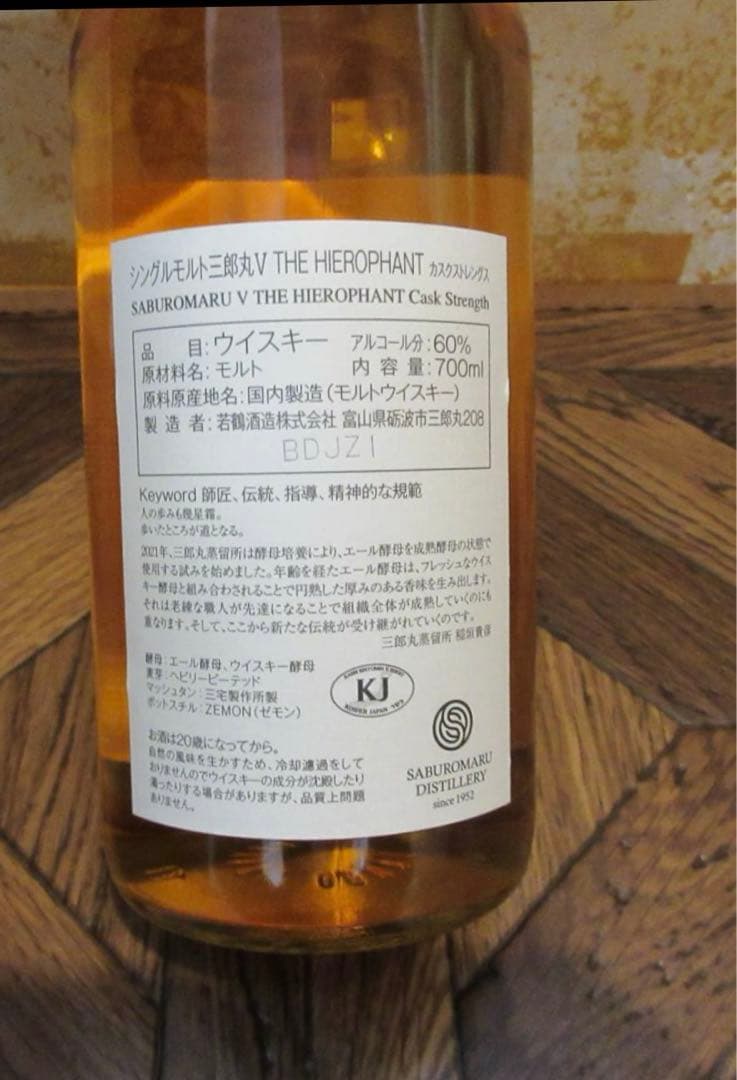 シングルモルト三郎丸V THE HIEROPHANT カスクストレングス
SABUROMARU V THE HIEROPHANT Cask Strength
品 目:ウイスキー アルコール分:60%
原材料名:モルト 内容量:700ml
原料原産地名:国内製造(モルトウイスキー)
製造者:若鶴酒造株式会社 富山県砺波市三郎丸208
BDJZ1
Keyword 師匠、伝統、指導、精神的な規範
人の歩みも幾星霜。
歩いたところが道となる。
2021年、三郎丸蒸留所は酵母培養により、エール酵母を成熟酵母の状態で
使用する試みを始めました。年齢を経たエール酵母は、フレッシュなウイス
キー酵母と組み合わされることで円熟した厚みのある香味を生み出します。
それは老練な職人が先達になることで組織全体が成熟していくのにも
重なります。そして、ここから新たな伝統が受け継がれていくのです。
三郎丸蒸留所 稲垣貴彦
酵母:エール酵母、ウイスキー酵母
麦芽:ヘビリーピーテッド
マッシュタン:三宅製作所製
ポットスチル:ZEMON(ゼモン)
KJ
KOSHER JAPAN
お酒は20歳になってから。
自然の風味を生かすため、冷却濾過をして
おりませんのでウイスキーの成分が沈殿したり
濁ったりする場合がありますが、品質上問題
ありません。
SABUROMARU
DISTILLERY
since 1952